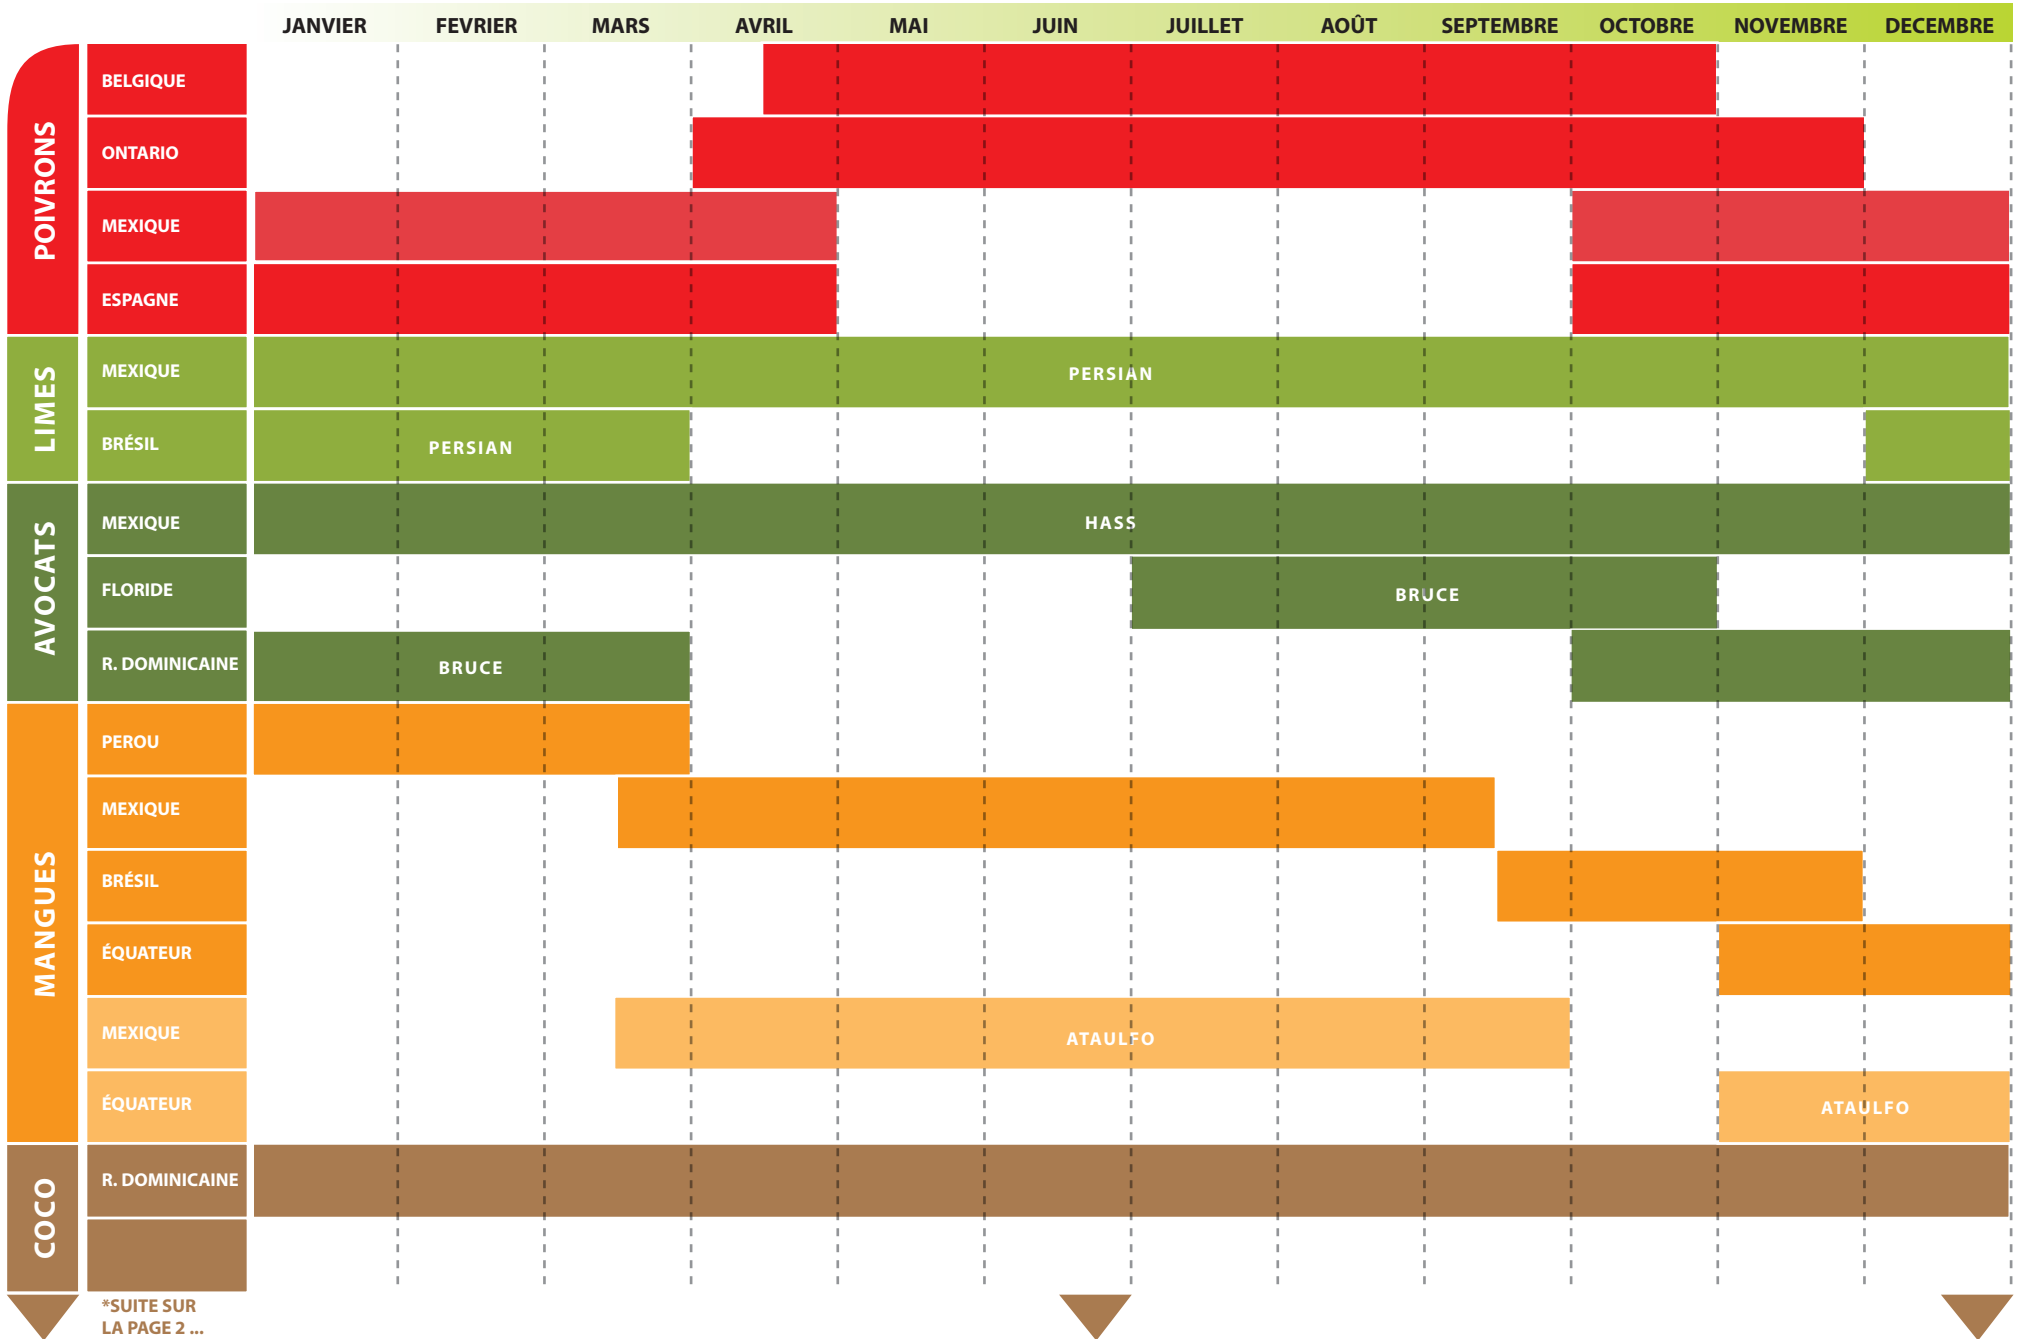 JANVIER FEVRIER MARS AVRIL MAI JUIN JUILLET AOÛT SEPTEMBRE OCTOBRE NOVEMBRE DECEMBRE
POIVRONS
BELGIQUE
ONTARIO
MEXIQUE
ESPAGNE
LIMES
MEXIQUE PERSIAN
BRÉSIL PERSIAN
AVOCATS
MEXIQUE HASS
FLORIDE BRUCE
R. DOMINICAINE BRUCE
MANGUES
PEROU
MEXIQUE
BRÉSIL
ÉQUATEUR
MEXIQUE ATAULFO
ÉQUATEUR ATAULFO
COCO
R. DOMINICAINE
*SUITE SUR
LA PAGE 2 ...